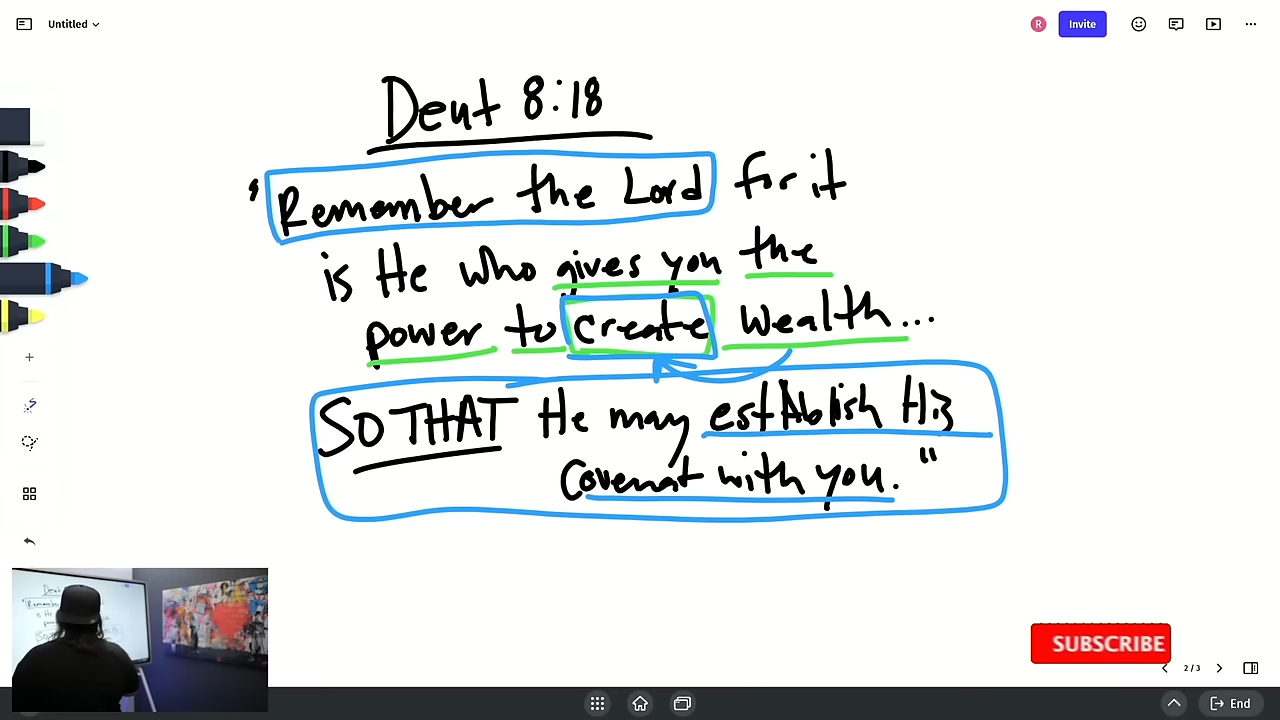 Untitled
R
Invite
Deut 8:18
"Remember the Lord for it
is He who gives you the
power to create wealth...
SO THAT He may establish His
Covenat with you."
SUBSCRIBE
2/3
End